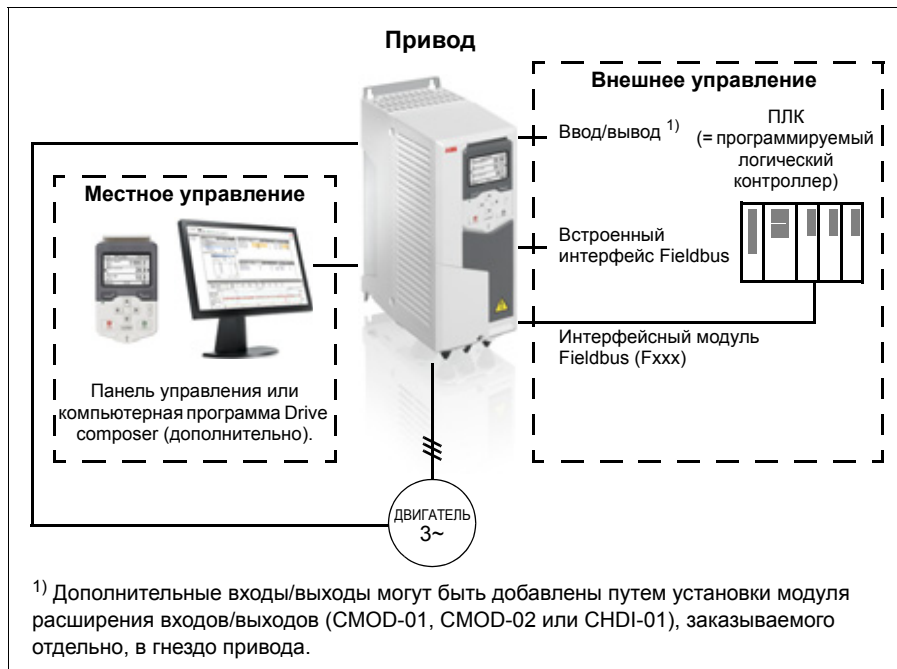 Привод
Внешнее управление
Ввод/вывод 1)
ПЛК
(= программируемый
логический
контроллер)
Местное управление
Встроенный
интерфейс Fieldbus
Интерфейсный модуль
Fieldbus (Fxxx)
Панель управления или
компьютерная программа Drive
composer (дополнительно).
ДВИГАТЕЛЬ
3~
1) Дополнительные входы/выходы могут быть добавлены путем установки модуля
расширения входов/выходов (CMOD-01, CMOD-02 или CHDI-01), заказываемого
отдельно, в гнездо привода.